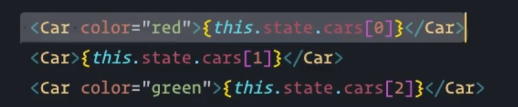 <Car color="red">{this.state.cars[0]}</Car>
<Car>{this.state.cars[1]}</Car>
<Car color="green">{this.state.cars[2]}</Car>